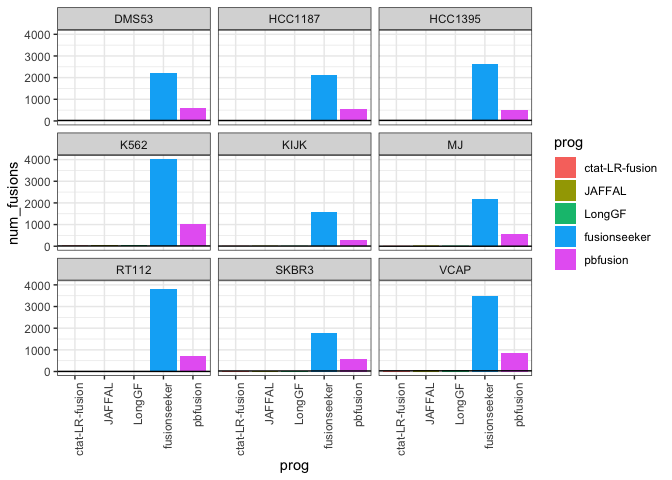 DMS53 HCC1187 HCC1395
4000
3000
2000
1000
0
K562 KIJK MJ
4000
3000
2000
1000
0
RT112 SKBR3 VCAP
4000
3000
2000
1000
0
num_fusions
ctat-LR-fusion JAFFAL LongGF fusionseeker pbfusion ctat-LR-fusion JAFFAL LongGF fusionseeker pbfusion ctat-LR-fusion JAFFAL LongGF fusionseeker pbfusion
prog
prog
ctat-LR-fusion
JAFFAL
LongGF
fusionseeker
pbfusion